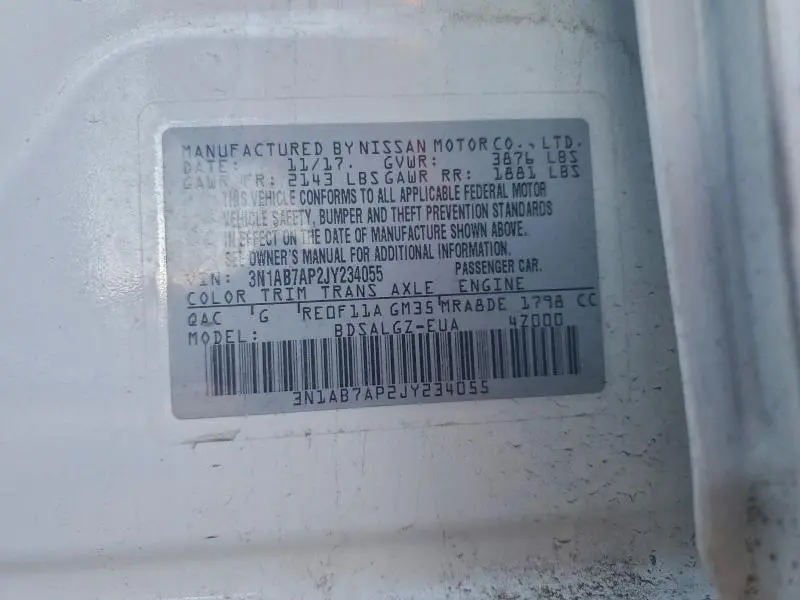 MANUFACTURED BY NISSAN MOTOR CO., LTD.
DATE: 11/17. GVWR: 3876 LBS
GAWR FR: 2143 LBS GAWR RR: 1881 LBS
THIS VEHICLE CONFORMS TO ALL APPLICABLE FEDERAL MOTOR
VEHICLE SAFETY, BUMPER AND THEFT PREVENTION STANDARDS
IN EFFECT ON THE DATE OF MANUFACTURE SHOWN ABOVE.
SEE OWNER'S MANUAL FOR ADDITIONAL INFORMATION.
VIN: 3N1AB7AP2JY234055 PASSENGER CAR.
COLOR TRIM TRANS AXLE ENGINE
QAC G RE0F11A GM35 MRA8DE 1798 CC
MODEL: BDSALGZ-EUA 4Z000
3N1AB7AP2JY234055